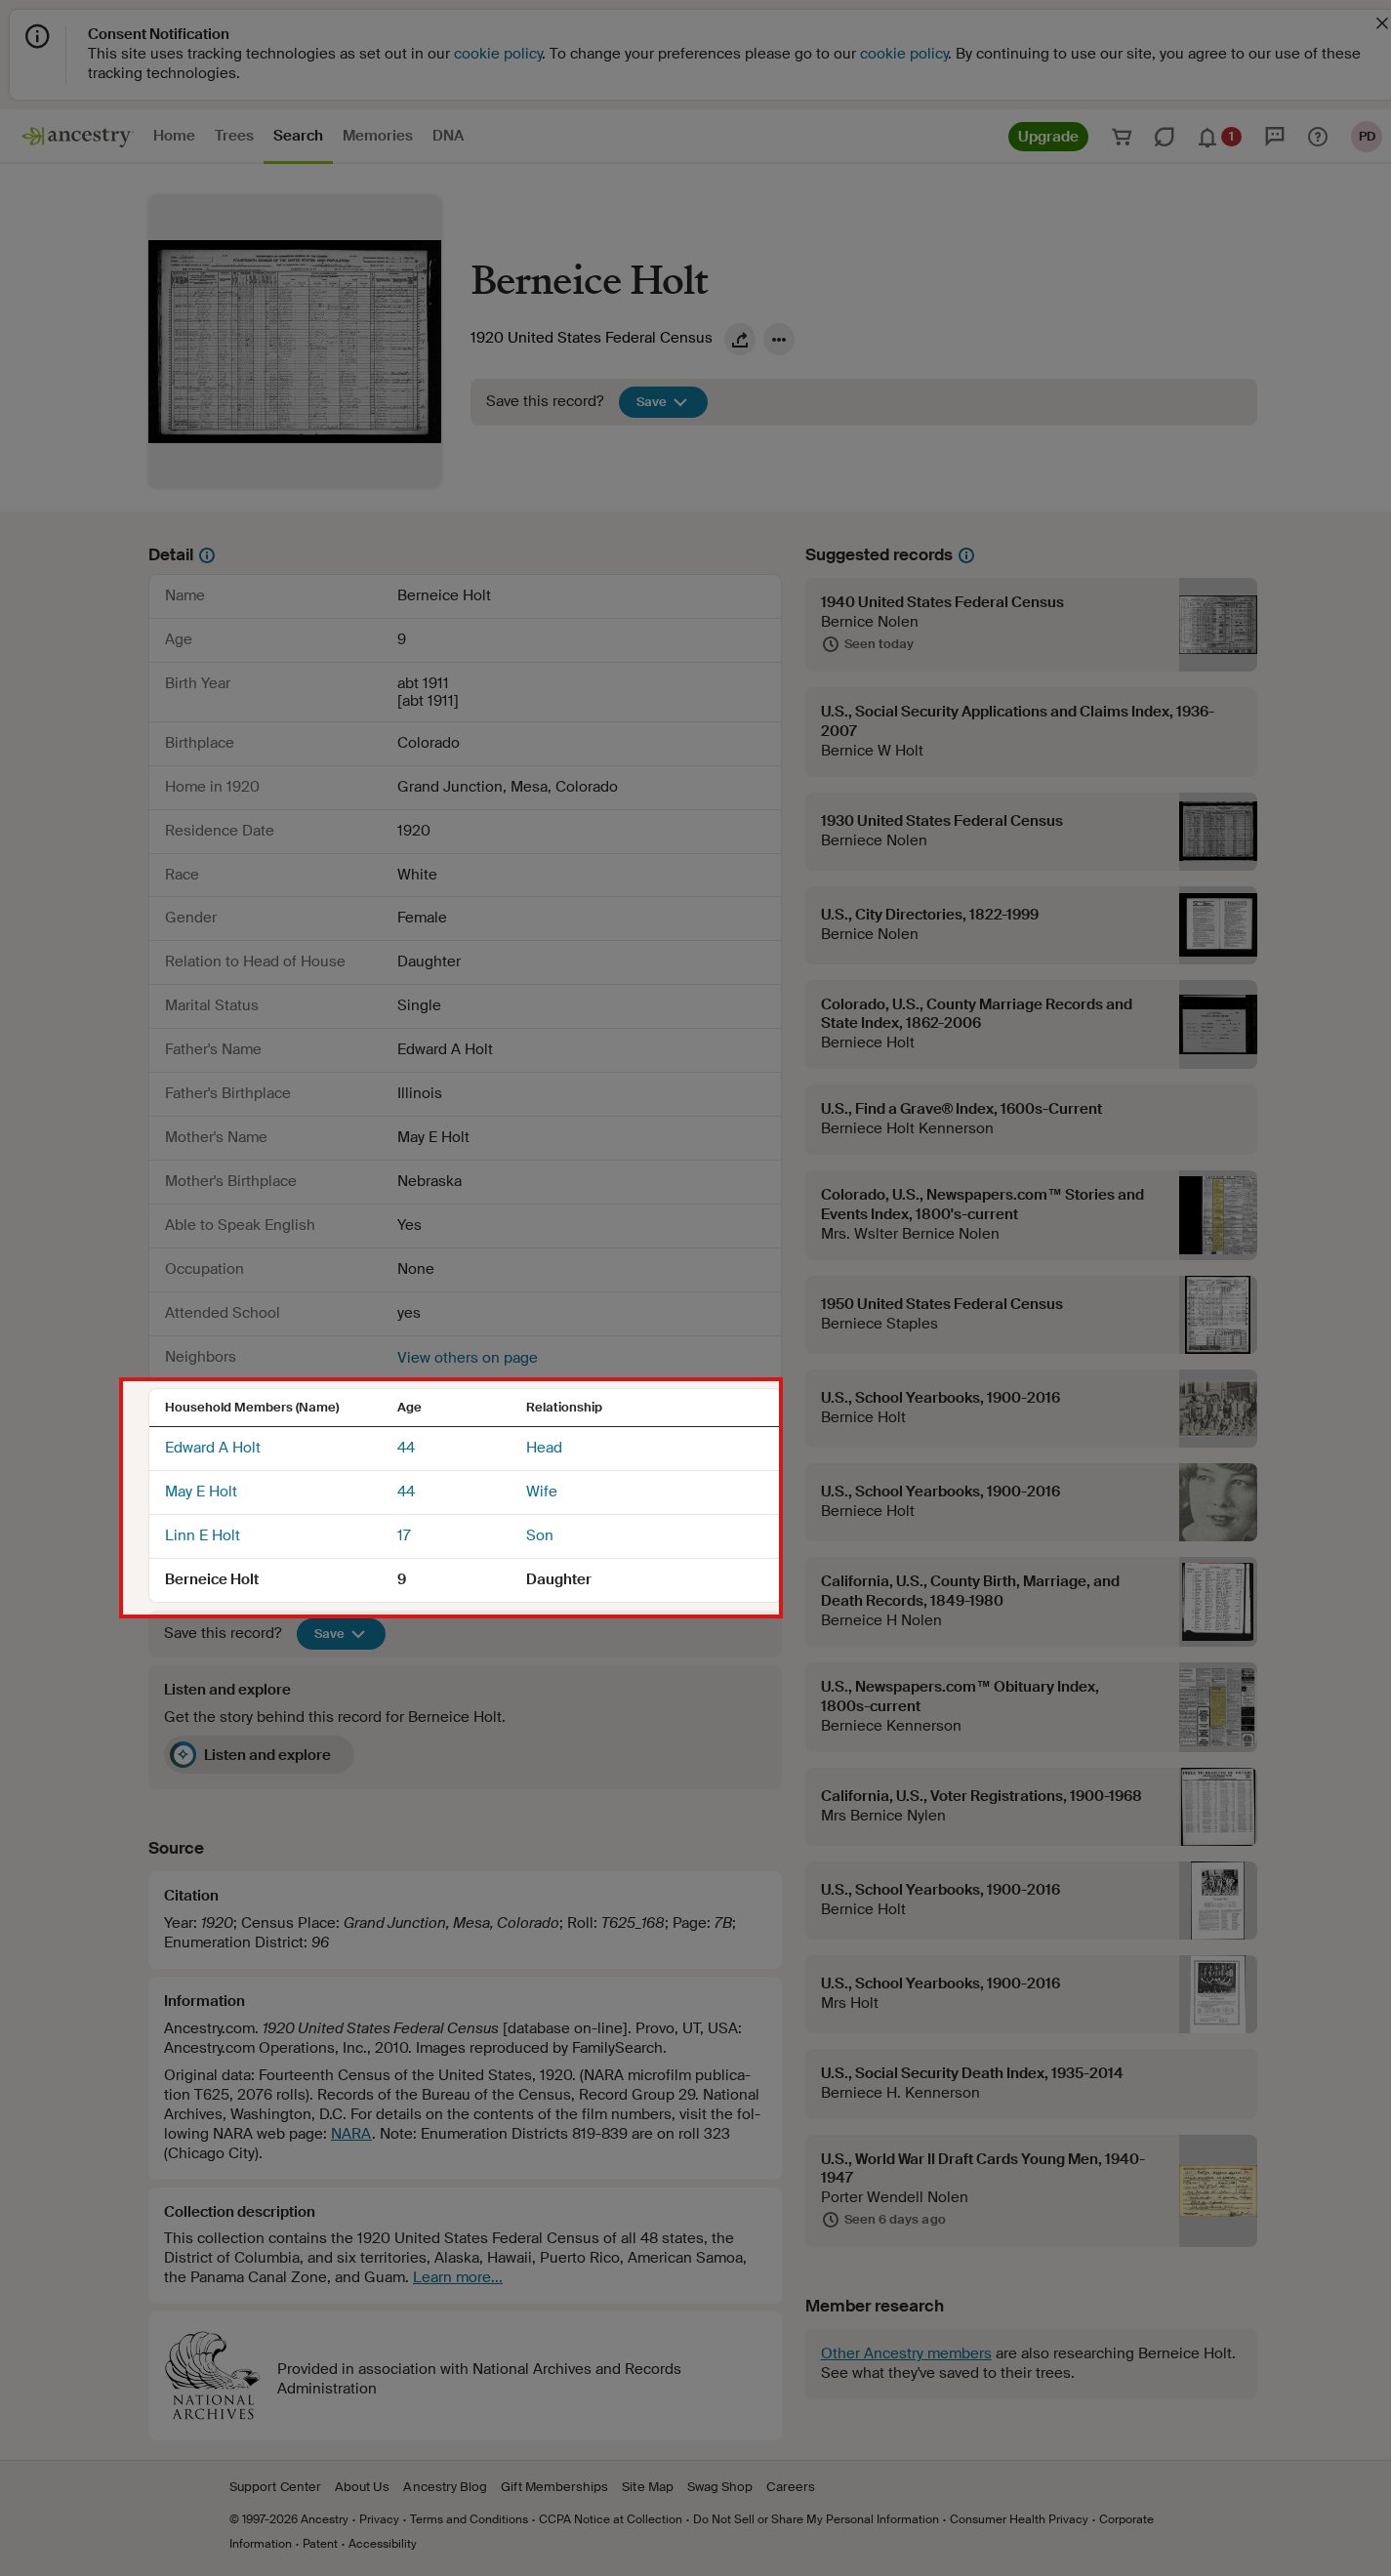 Consent Notification
This site uses tracking technologies as set out in our cookie policy. To change your preferences please go to our cookie policy. By continuing to use our site, you agree to our use of these
tracking technologies.
ancestry
Home Trees Search Memories DNA
Upgrade
1
PD
Berneice Holt
1920 United States Federal Census
Save this record? Save
Detail
Name Berneice Holt
Age 9
Birth Year abt 1911
[abt 1911]
Birthplace Colorado
Home in 1920 Grand Junction, Mesa, Colorado
Residence Date 1920
Race White
Gender Female
Relation to Head of House Daughter
Marital Status Single
Father's Name Edward A Holt
Father's Birthplace Illinois
Mother's Name May E Holt
Mother's Birthplace Nebraska
Able to Speak English Yes
Occupation None
Attended School yes
Neighbors View others on page
Household Members (Name) Age Relationship
Edward A Holt 44 Head
May E Holt 44 Wife
Linn E Holt 17 Son
Berneice Holt 9 Daughter
Save this record? Save
Listen and explore
Get the story behind this record for Berneice Holt.
Listen and explore
Source
Citation
Year: 1920; Census Place: Grand Junction, Mesa, Colorado; Roll: T625_168; Page: 7B;
Enumeration District: 96
Information
Ancestry.com. 1920 United States Federal Census [database on-line]. Provo, UT, USA:
Ancestry.com Operations, Inc., 2010. Images reproduced by FamilySearch.
Original data: Fourteenth Census of the United States, 1920. (NARA microfilm publica-
tion T625, 2076 rolls). Records of the Bureau of the Census, Record Group 29. National
Archives, Washington, D.C. For details on the contents of the film numbers, visit the fol-
lowing NARA web page: NARA. Note: Enumeration Districts 819-839 are on roll 323
(Chicago City).
Collection description
This collection contains the 1920 United States Federal Census of all 48 states, the
District of Columbia, and six territories, Alaska, Hawaii, Puerto Rico, American Samoa,
the Panama Canal Zone, and Guam. Learn more...
NATIONAL
ARCHIVES
Provided in association with National Archives and Records
Administration
Suggested records
1940 United States Federal Census
Bernice Nolen
Seen today
U.S., Social Security Applications and Claims Index, 1936-
2007
Bernice W Holt
1930 United States Federal Census
Berniece Nolen
U.S., City Directories, 1822-1999
Bernice Nolen
Colorado, U.S., County Marriage Records and
State Index, 1862-2006
Berniece Holt
U.S., Find a Grave® Index, 1600s-Current
Berniece Holt Kennerson
Colorado, U.S., Newspapers.com™ Stories and
Events Index, 1800's-current
Mrs. Wslter Bernice Nolen
1950 United States Federal Census
Berniece Staples
U.S., School Yearbooks, 1900-2016
Bernice Holt
U.S., School Yearbooks, 1900-2016
Berniece Holt
California, U.S., County Birth, Marriage, and
Death Records, 1849-1980
Berneice H Nolen
U.S., Newspapers.com™ Obituary Index,
1800s-current
Berniece Kennerson
California, U.S., Voter Registrations, 1900-1968
Mrs Bernice Nylen
U.S., School Yearbooks, 1900-2016
Bernice Holt
U.S., School Yearbooks, 1900-2016
Mrs Holt
U.S., Social Security Death Index, 1935-2014
Berniece H. Kennerson
U.S., World War II Draft Cards Young Men, 1940-
1947
Porter Wendell Nolen
Seen 6 days ago
Member research
Other Ancestry members are also researching Berneice Holt.
See what they've saved to their trees.
Support Center About Us Ancestry Blog Gift Memberships Site Map Swag Shop Careers
© 1997-2026 Ancestry • Privacy • Terms and Conditions • CCPA Notice at Collection • Do Not Sell or Share My Personal Information • Consumer Health Privacy • Corporate
Information • Patent • Accessibility